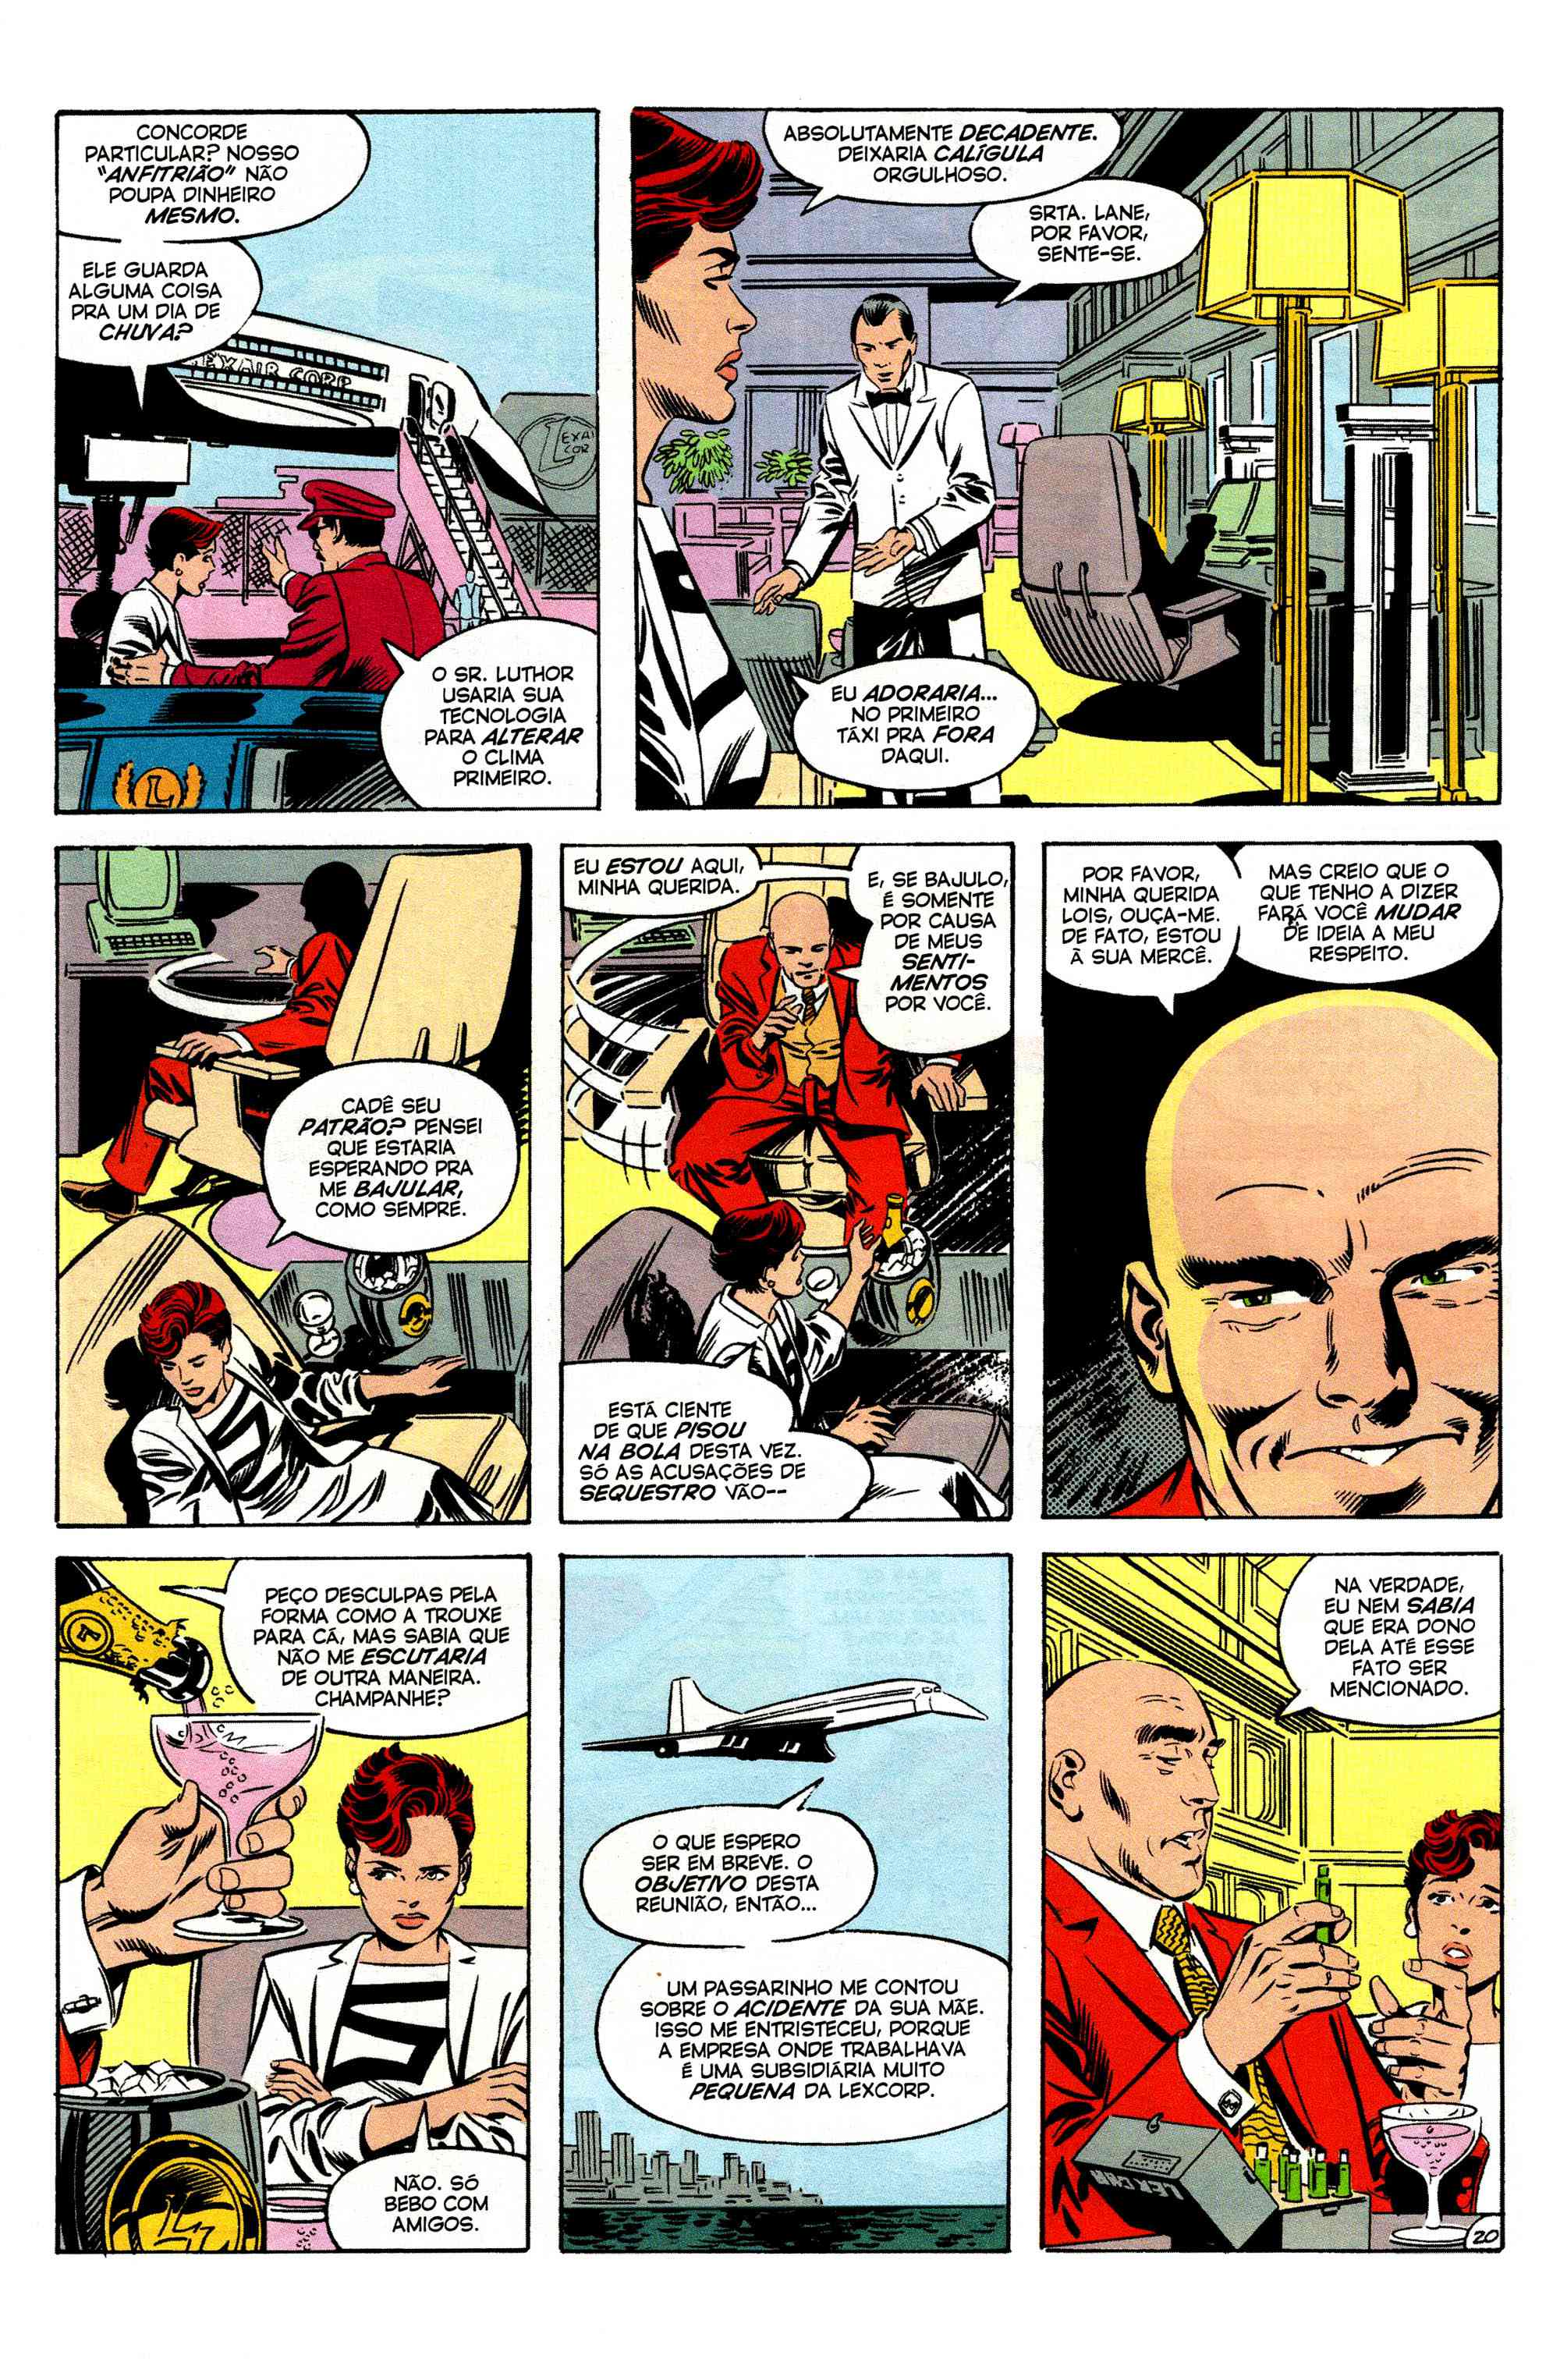 CONCORDE
PARTICULAR? NOSSO
"ANFITRIÃO" NÃO
POUPA DINHEIRO
MESMO.
ELE GUARDA
ALGUMA COISA
PRA UM DIA DE
CHUVA?
LEXAIR CORP
LEXAI
COR
O SR. LUTHOR
USARIA SUA
TECNOLOGIA
PARA ALTERAR
O CLIMA
PRIMEIRO.
L
ABSOLUTAMENTE DECADENTE.
DEIXARIA CALÍGULA
ORGULHOSO.
SRTA. LANE,
POR FAVOR,
SENTE-SE.
EU ADORARIA...
NO PRIMEIRO
TÁXI PRA FORA
DAQUI.
CADÊ SEU
PATRÃO? PENSEI
QUE ESTARIA
ESPERANDO PRA
ME BAJULAR,
COMO SEMPRE.
EU ESTOU AQUI,
MINHA QUERIDA.
E, SE BAJULO,
É SOMENTE
POR CAUSA
DE MEUS
SENTI-
MENTOS
POR VOCÊ.
ESTÁ CIENTE
DE QUE PISOU
NA BOLA DESTA VEZ.
SÓ AS ACUSAÇÕES DE
SEQUESTRO VÃO--
POR FAVOR,
MINHA QUERIDA
LOIS, OUÇA-ME.
DE FATO, ESTOU
À SUA MERCÊ.
MAS CREIO QUE O
QUE TENHO A DIZER
FARÁ VOCÊ MUDAR
DE IDEIA A MEU
RESPEITO.
PEÇO DESCULPAS PELA
FORMA COMO A TROUXE
PARA CÁ, MAS SABIA QUE
NÃO ME ESCUTARIA
DE OUTRA MANEIRA.
CHAMPANHE?
L
NÃO. SÓ
BEBO COM
AMIGOS.
O QUE ESPERO
SER EM BREVE. O
OBJETIVO DESTA
REUNIÃO, ENTÃO...
UM PASSARINHO ME CONTOU
SOBRE O ACIDENTE DA SUA MÃE.
ISSO ME ENTRISTECEU, PORQUE
A EMPRESA ONDE TRABALHAVA
É UMA SUBSIDIÁRIA MUITO
PEQUENA DA LEXCORP.
NA VERDADE,
EU NEM SABIA
QUE ERA DONO
DELA ATÉ ESSE
FATO SER
MENCIONADO.
20